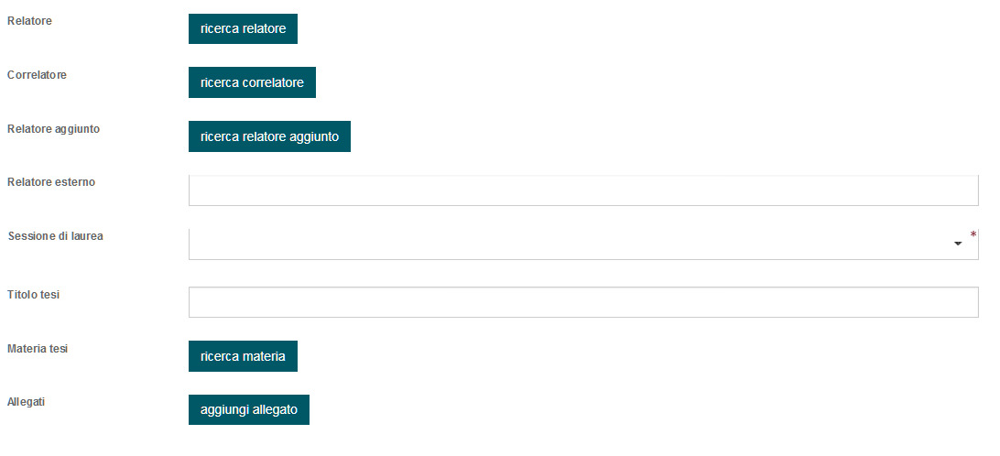 Relatore
ricerca relatore
Correlatore
ricerca correlatore
Relatore aggiunto
ricerca relatore aggiunto
Relatore esterno
Sessione di laurea
*
Titolo tesi
Materia tesi
ricerca materia
Allegati
aggiungi allegato